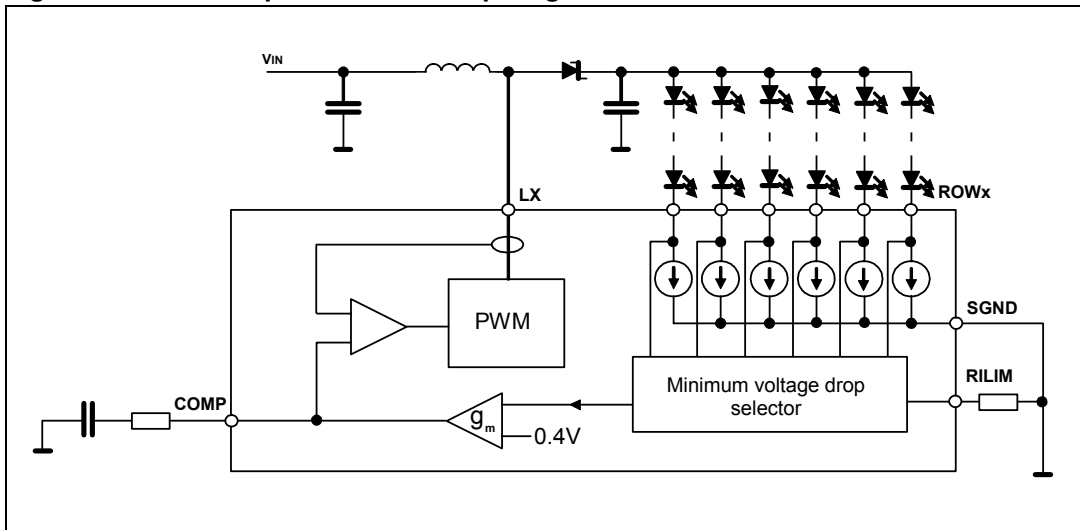 VIN
LX
ROWx
PWM
SGND
Minimum voltage drop
selector
RILIM
COMP
gm
0.4V